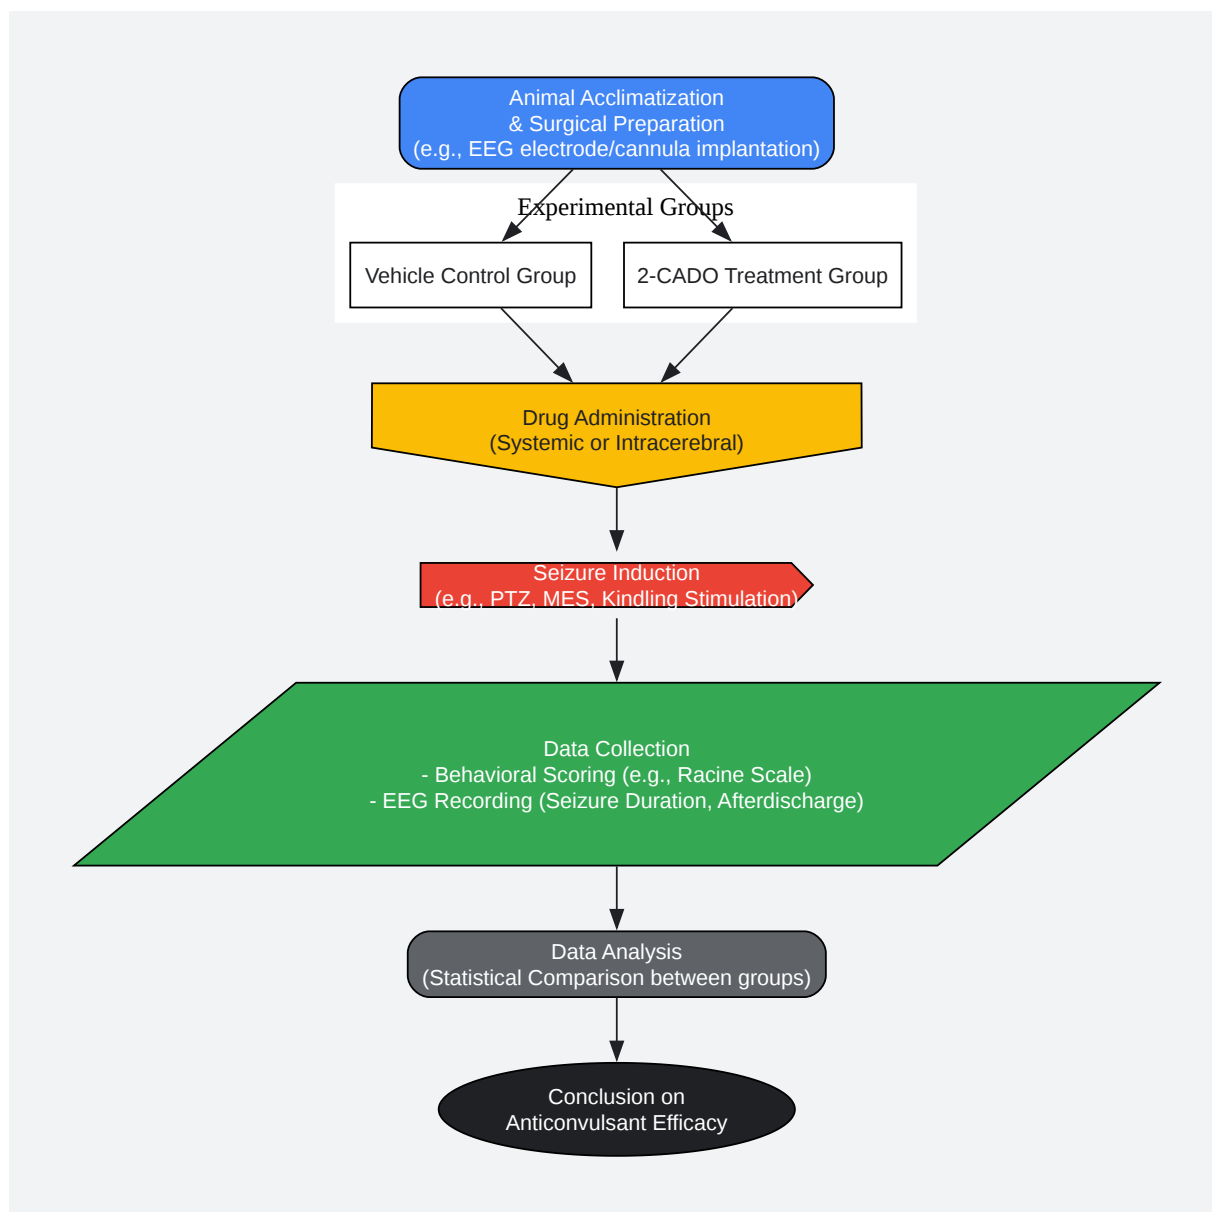 Animal Acclimatization
& Surgical Preparation
(e.g., EEG electrode/cannula implantation)
Experimental Groups
Vehicle Control Group
2-CADO Treatment Group
Drug Administration
(Systemic or Intracerebral)
Seizure Induction
(e.g., PTZ, MES, Kindling Stimulation)
Data Collection
- Behavioral Scoring (e.g., Racine Scale)
- EEG Recording (Seizure Duration, Afterdischarge)
Data Analysis
(Statistical Comparison between groups)
Conclusion on
Anticonvulsant Efficacy